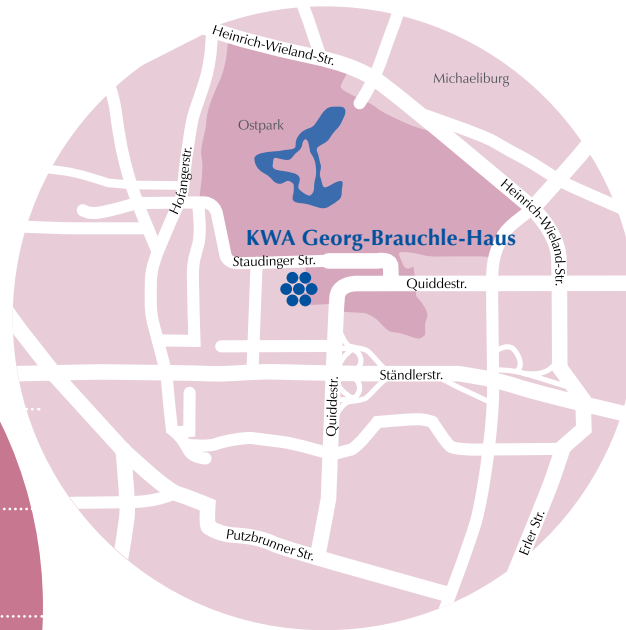 Heinrich-Wieland-Str.
Michaeliburg
Ostpark
Hofangerstr.
Heinrich-Wieland-Str.
KWA Georg-Brauchle-Haus
Staudinger Str.
Quiddestr.
Ständlerstr.
Quiddestr.
Erler Str.
Putzbrunner Str.